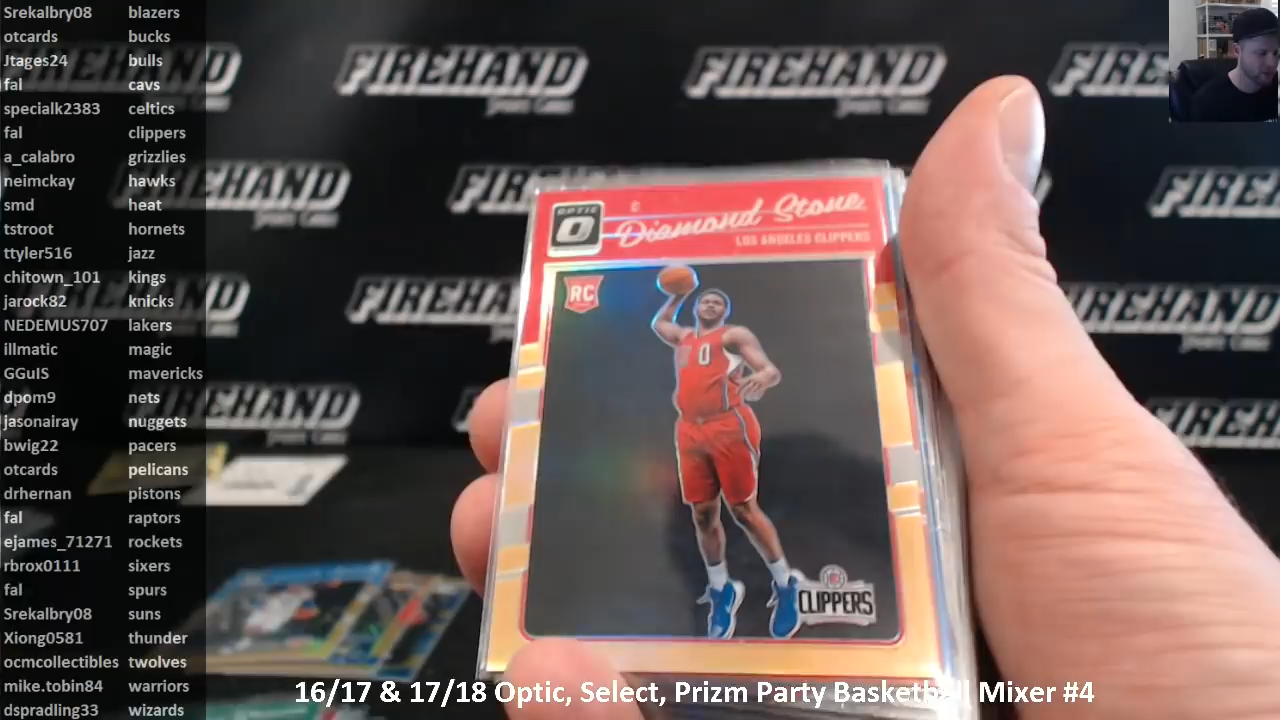 Srekalbry08 blazers
otcards bucks
Jtages24 bulls
fal cavs
specialk2383 celtics
fal clippers
a_calabro grizzlies
neimckay hawks
smd heat
tstroot hornets
ttyler516 jazz
chitown_101 kings
jarock82 knicks
NEDEMUS707 lakers
illmatic magic
GGuIS mavericks
dpom9 nets
jasonairay nuggets
bwig22 pacers
otcards pelicans
drhernan pistons
fal raptors
ejames_71271 rockets
rbrox0111 sixers
fal spurs
Srekalbry08 suns
Xiong0581 thunder
ocmcollectibles twolves
mike.tobin84 warriors
dspradling33 wizards
FIREHAND
FIREHAND
FIREHAND
FIREHAND
FIREHAND
FIREHAND
OPTIC
C
Diamond Stone
LOS ANGELES CLIPPERS
RC
0
CLIPPERS
16/17 & 17/18 Optic, Select, Prizm Party Basketball Mixer #4